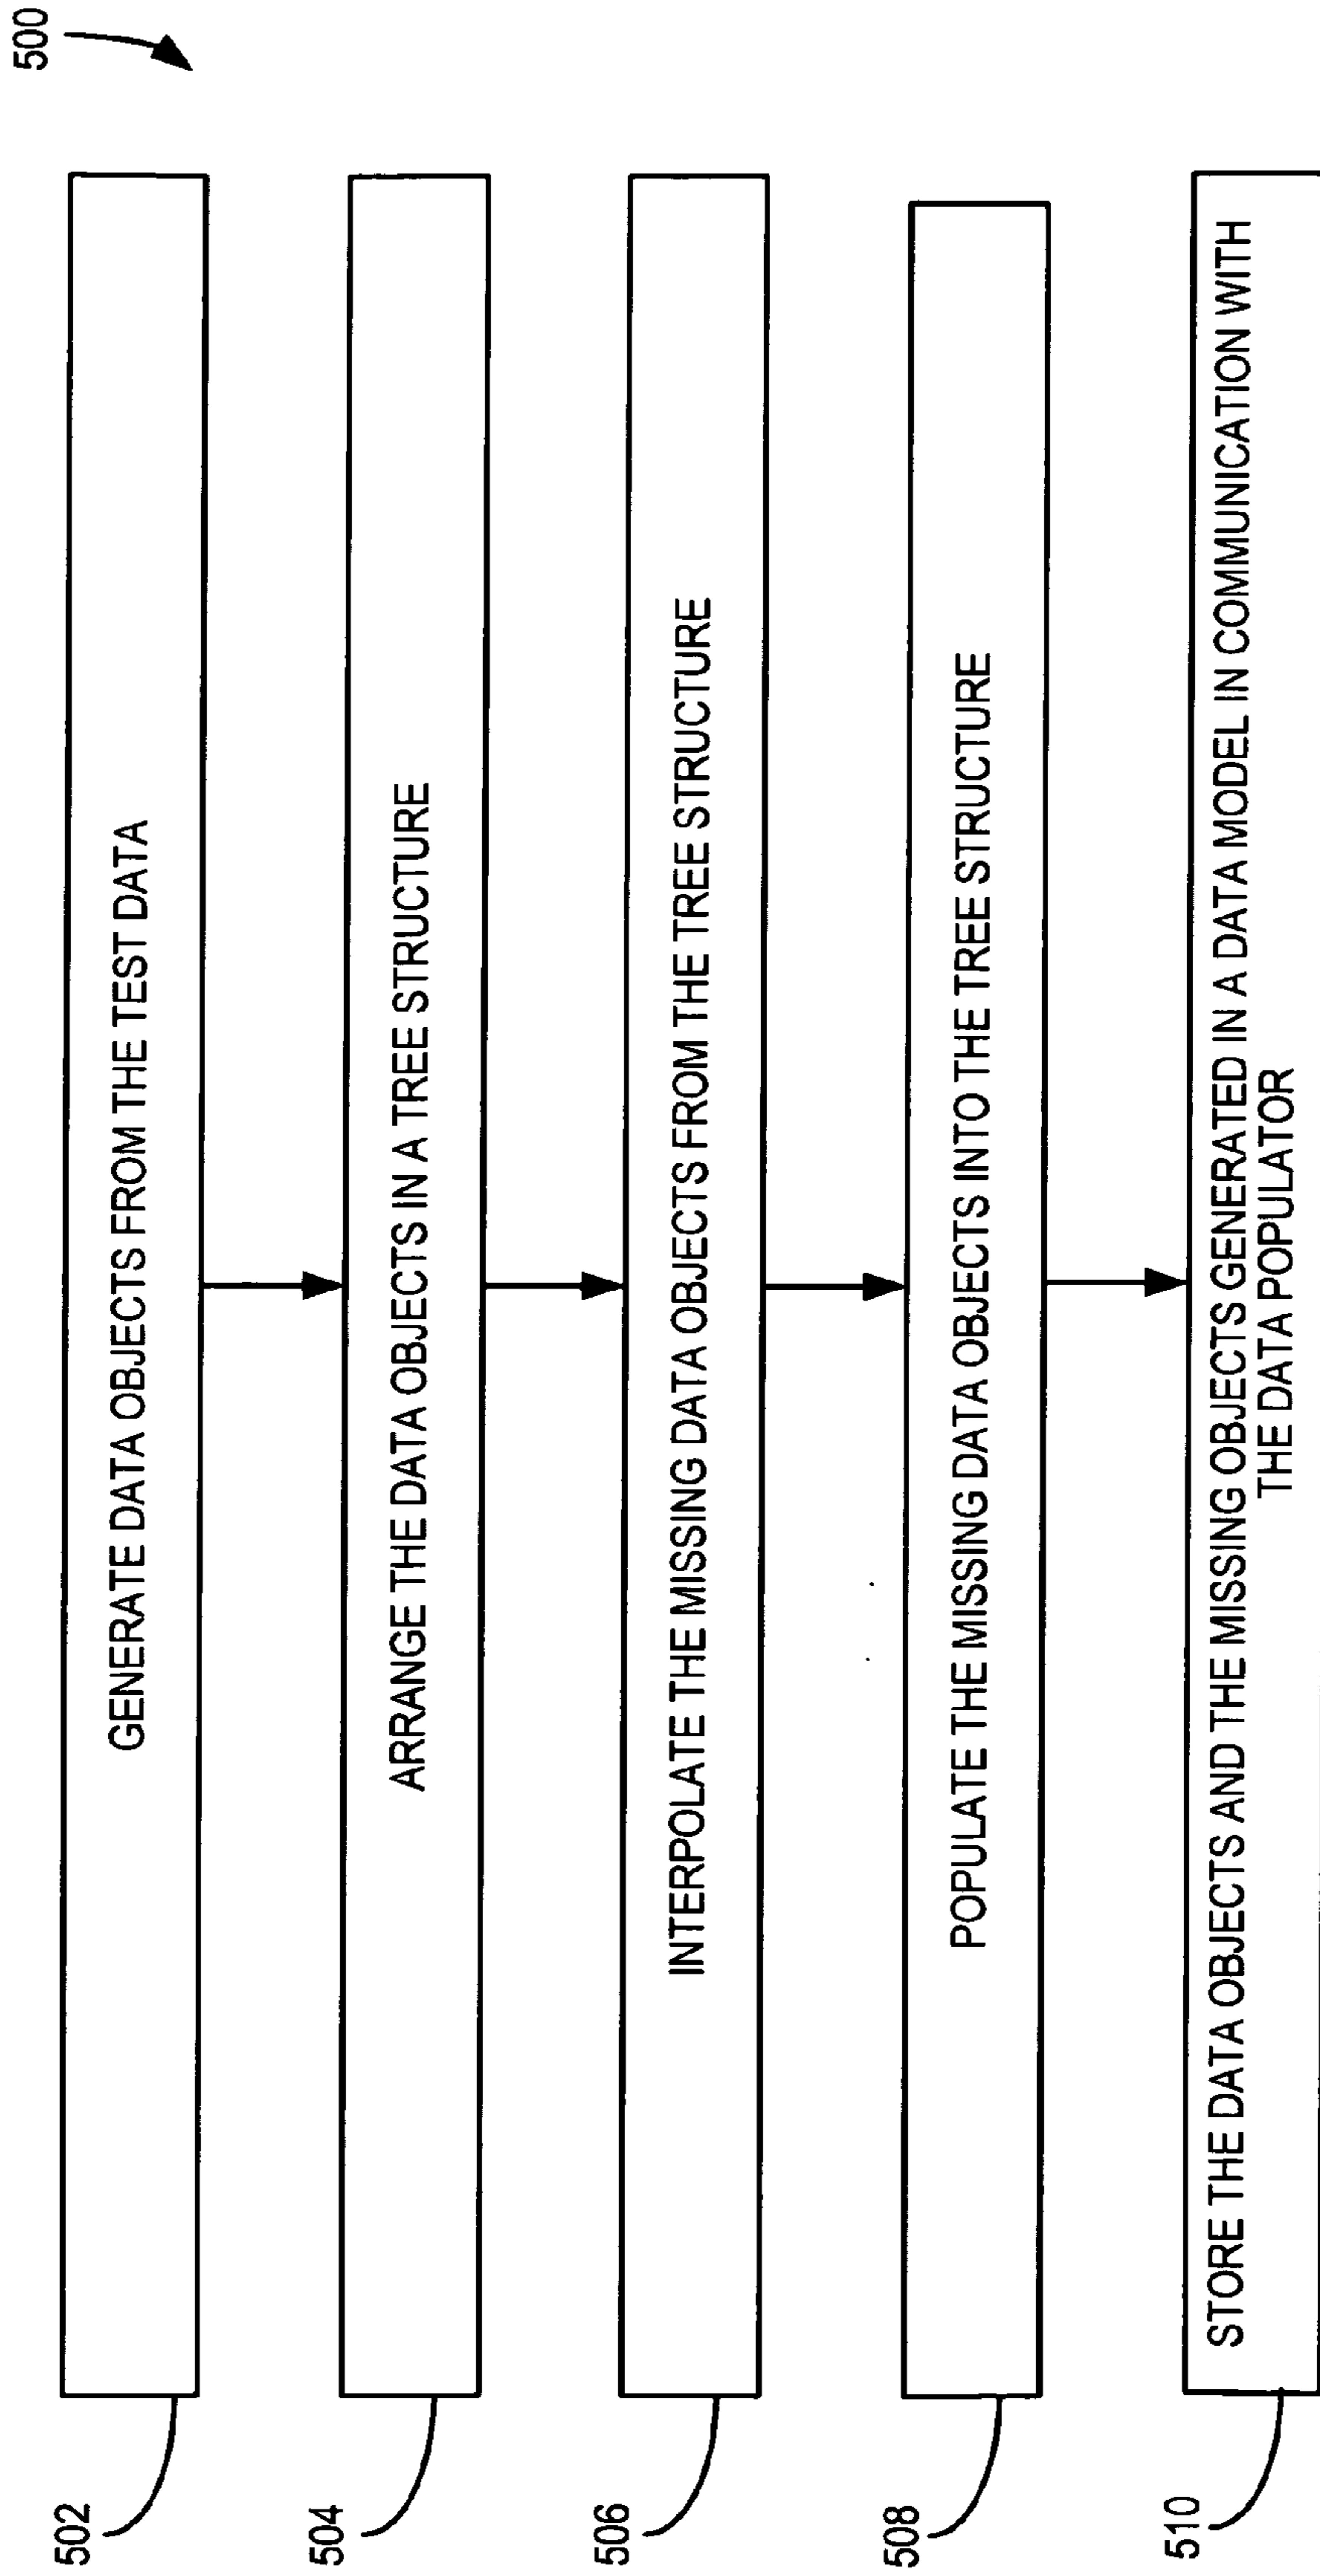 500
502
GENERATE DATA OBJECTS FROM THE TEST DATA
504
ARRANGE THE DATA OBJECTS IN A TREE STRUCTURE
506
INTERPOLATE THE MISSING DATA OBJECTS FROM THE TREE STRUCTURE
508
POPULATE THE MISSING DATA OBJECTS INTO THE TREE STRUCTURE
510
STORE THE DATA OBJECTS AND THE MISSING OBJECTS GENERATED IN A DATA MODEL IN COMMUNICATION WITH
THE DATA POPULATOR